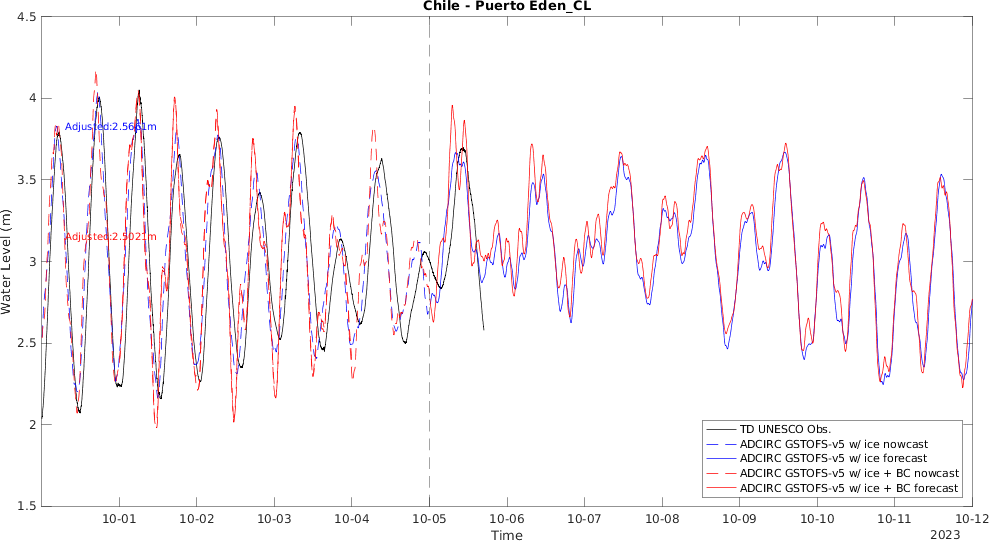 Chile - Puerto Eden_CL
4.5
4
3.5
3
2.5
2
1.5
Water Level (m)
Adjusted:2.5661m
Adjusted:2.5021m
TD UNESCO Obs.
ADCIRC GSTOFS-v5 w/ ice nowcast
ADCIRC GSTOFS-v5 w/ ice forecast
ADCIRC GSTOFS-v5 w/ ice + BC nowcast
ADCIRC GSTOFS-v5 w/ ice + BC forecast
10-01 10-02 10-03 10-04 10-05 10-06 10-07 10-08 10-09 10-10 10-11 10-12
Time
2023